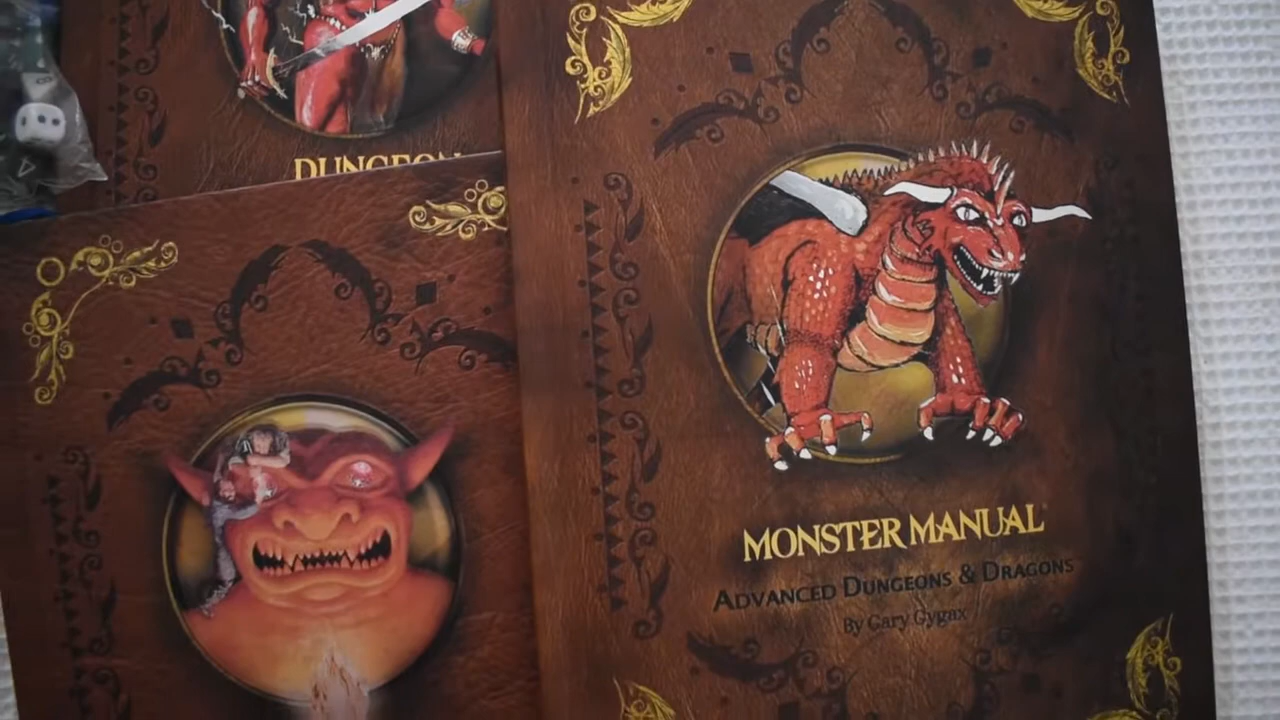 DUNGEON
MONSTER MANUAL
ADVANCED DUNGEONS & DRAGONS
By Gary Gygax